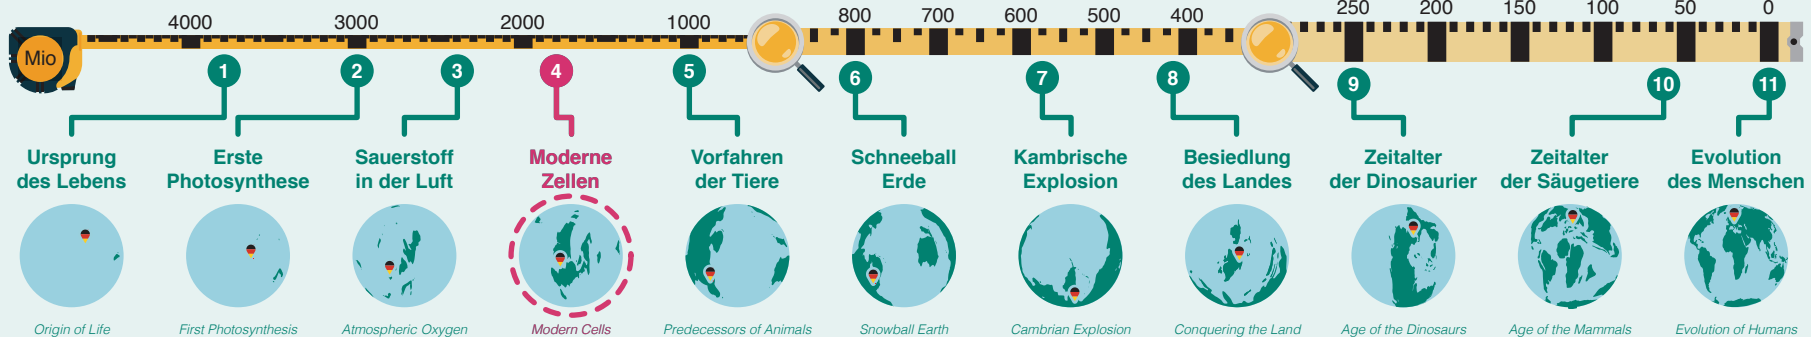 Mio
4000 3000 2000 1000 800 700 600 500 400 250 200 150 100 50 0
1 2 3 4 5 6 7 8 9 10 11
Ursprung
des Lebens
Erste
Photosynthese
Sauerstoff
in der Luft
Moderne
Zellen
Vorfahren
der Tiere
Schneeball
Erde
Kambrische
Explosion
Besiedlung
des Landes
Zeitalter
der Dinosaurier
Zeitalter
der Säugetiere
Evolution
des Menschen
Origin of Life
First Photosynthesis
Atmospheric Oxygen
Modern Cells
Predecessors of Animals
Snowball Earth
Cambrian Explosion
Conquering the Land
Age of the Dinosaurs
Age of the Mammals
Evolution of Humans